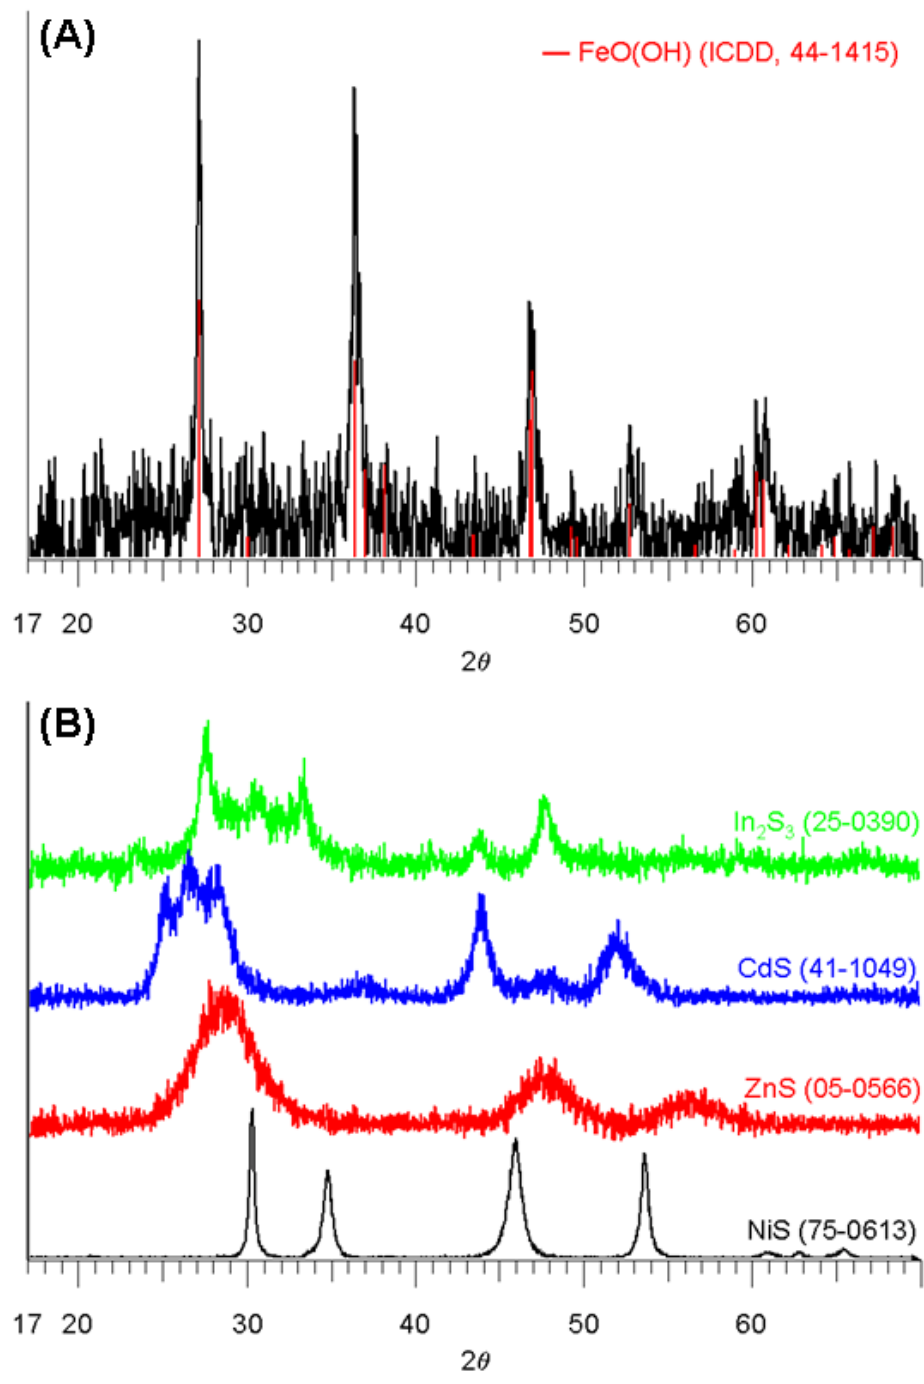 (A)
FeO(OH) (ICDD, 44-1415)
17 20 30 40 50 60
2θ
(B)
In₂S₃ (25-0390)
CdS (41-1049)
ZnS (05-0566)
NiS (75-0613)
17 20 30 40 50 60
2θ